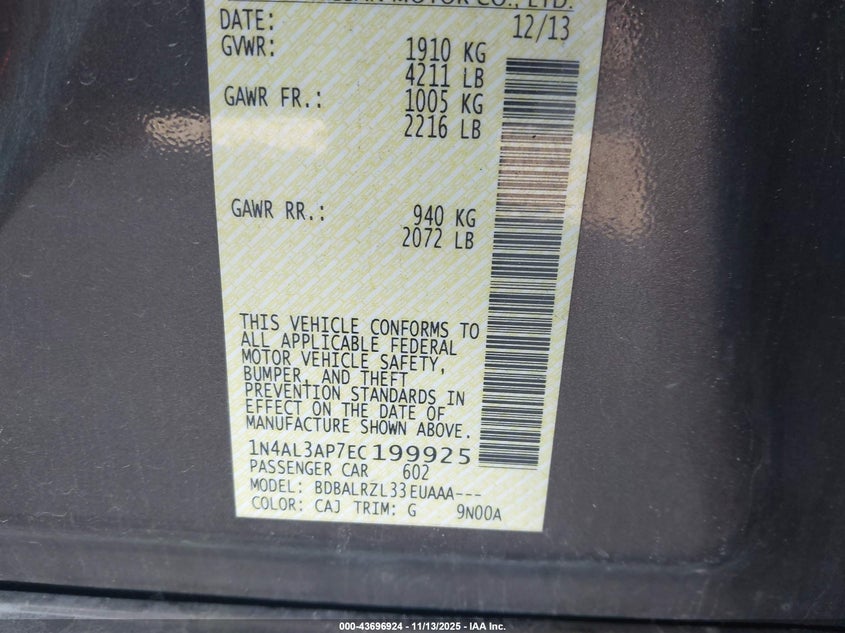 MOTOR CO., LTD.
DATE: 12/13
GVWR: 1910 KG
4211 LB
GAWR FR.: 1005 KG
2216 LB
GAWR RR.: 940 KG
2072 LB
THIS VEHICLE CONFORMS TO
ALL APPLICABLE FEDERAL
MOTOR VEHICLE SAFETY,
BUMPER, AND THEFT
PREVENTION STANDARDS IN
EFFECT ON THE DATE OF
MANUFACTURE SHOWN ABOVE.
1N4AL3AP7EC199925
PASSENGER CAR 602
MODEL: BDBALRZL33EUAAA---
COLOR: CAJ TRIM: G 9N00A
000-43696924 - 11/13/2025 - IAA Inc.